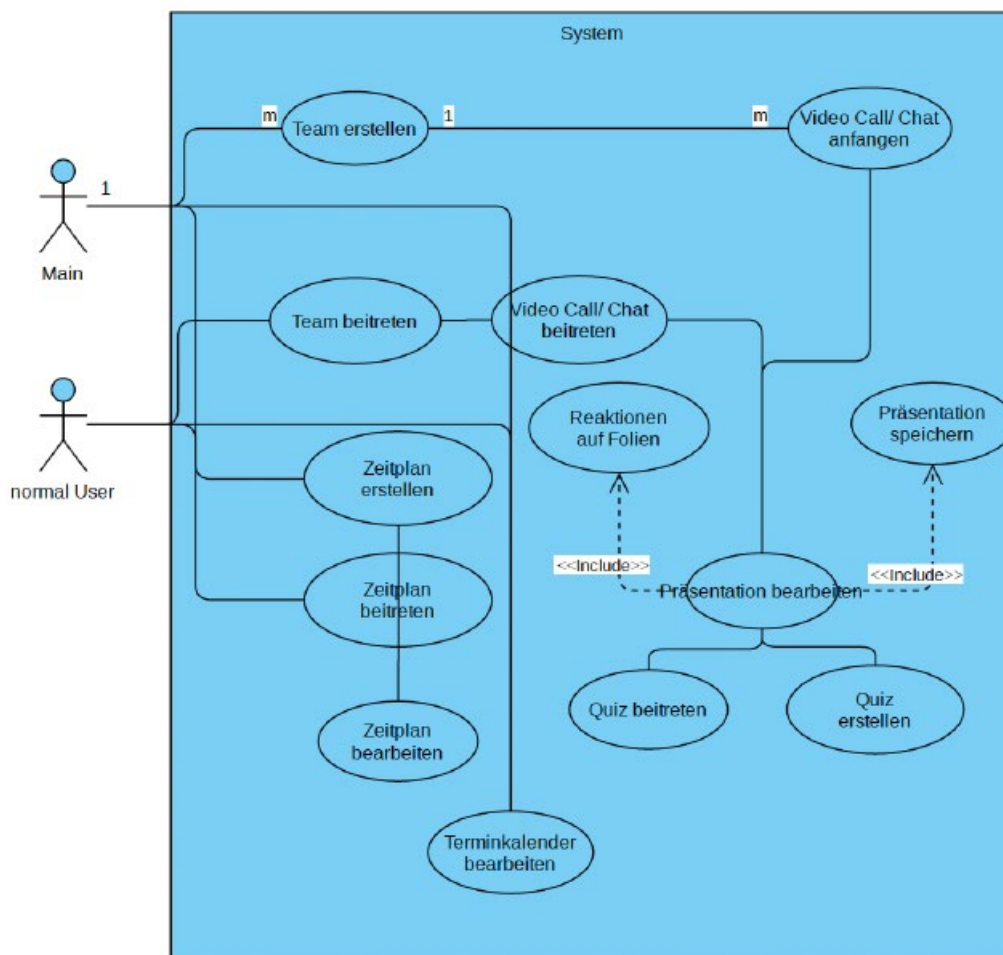 System
m
Team erstellen
1
m
Video Call/ Chat
anfangen
1
Main
Team beitreten
Video Call/ Chat
beitreten
Reaktionen
auf Folien
Präsentation
speichern
normal User
Zeitplan
erstellen
<<Include>>
<<Include>>
Zeitplan
beitreten
Präsentation bearbeiten
Quiz beitreten
Quiz
erstellen
Zeitplan
bearbeiten
Terminkalender
bearbeiten